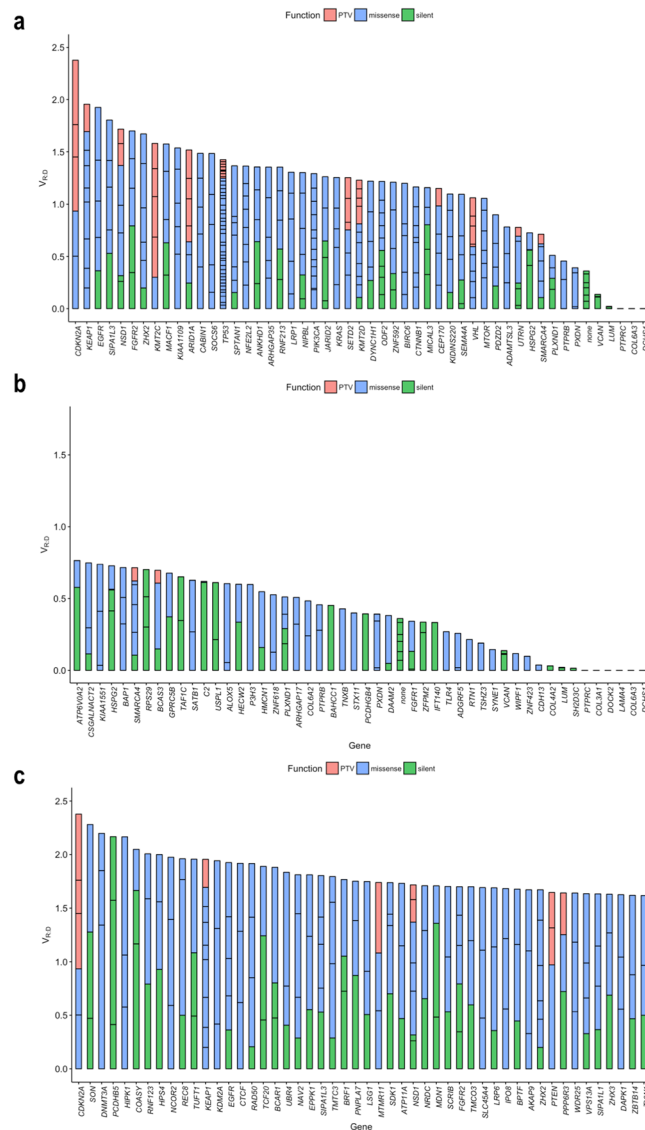 a
Function PTV missense silent
2.5
2.0
1.5
1.0
0.5
0.0
V R.D
CDKN2A
KEAP1
EGFR
SIPA1L3
NSD1
FGFR2
ZHX2
KMT2C
MACF1
KIAA1109
ARID1A
CABIN1
SOCS6
TP53
SPTAN1
NFE2L2
ANKHD1
ARHGAP35
RNF213
LRP1
NIPBL
PIK3CA
JARID2
KRAS
SETD2
KMT2D
DYNC1H1
ODF2
ZNF592
BIRC6
CTNNB1
MICAL3
CEP170
KIDINS220
SEMA4A
VHL
MTOR
PDZD2
ADAMTSL3
UTRN
HSPG2
SMARCA4
PLXND1
PTPRB
PXDN
none
VCAN
LUM
PTPRC
COL6A3
b
Function PTV missense silent
1.5
1.0
0.5
0.0
V R.D
ATP6V0A2
CSGALNACT2
KIAA1551
HSPG2
BAP1
SMARCA4
RPS29
BCAS3
GPRC5B
TAF1C
SATB1
C2
USPL1
ALOX5
HECW2
P3H3
HMCN1
ZNF618
PLXND1
ARHGAP17
COL6A2
PTPRB
BAHCC1
TNXB
STX11
PCDHGB4
PXDN
DAAM2
none
FGFR1
ZFPM2
IFT140
TLR4
ADGRF5
RTN1
TSHZ3
SYNE1
VCAN
WIPF1
ZNF423
CDH13
COL4A2
LUM
SH2D3C
PTPRC
COL3A1
DOCK2
LAMA4
COL6A3
Gene
c
Function PTV missense silent
2.5
2.0
1.5
1.0
0.5
0.0
V R.D
CDKN2A
SON
DNMT3A
PCDHB5
HIPK1
COASY
RNF123
HPS4
NCOR2
REC8
TUFT1
KEAP1
KDM2A
EGFR
CTCF
RAD50
TCF20
BCAR1
UBR4
NAV2
EPPK1
SIPA1L3
TMTC3
BRF1
PNPLA7
LSG1
MTMR11
SDK1
ATP11A
NSD1
NRDC
MDN1
SCRIB
FGFR2
TMCO3
SLC45A4
LRP6
IPO8
BPTF
AKAP9
ZHX2
PTEN
PPP6R3
WDR25
VPS13A
SIPA1L1
ZHX3
DAPK1
ZBTB14
Gene